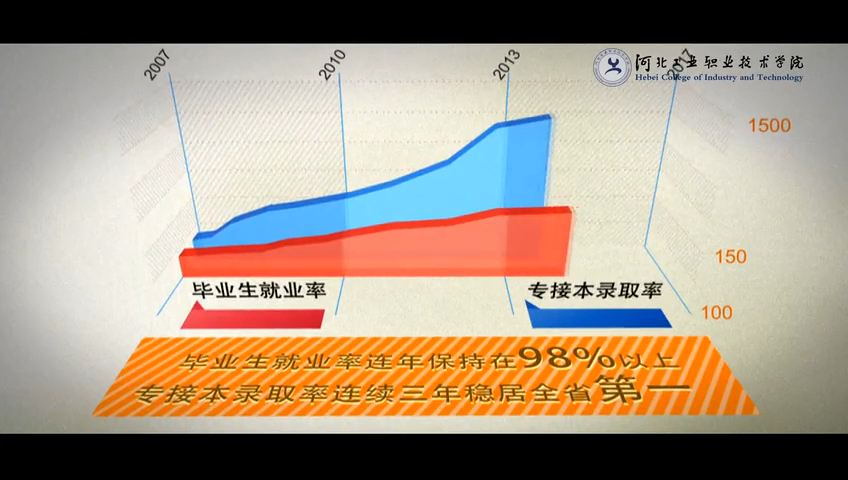 2007
2010
2013
2017
河北工业职业技术学院
Hebei College of Industry and Technology
1500
150
100
毕业生就业率
专接本录取率
毕业生就业率连年保持在98%以上
专接本录取率连续三年稳居全省第一